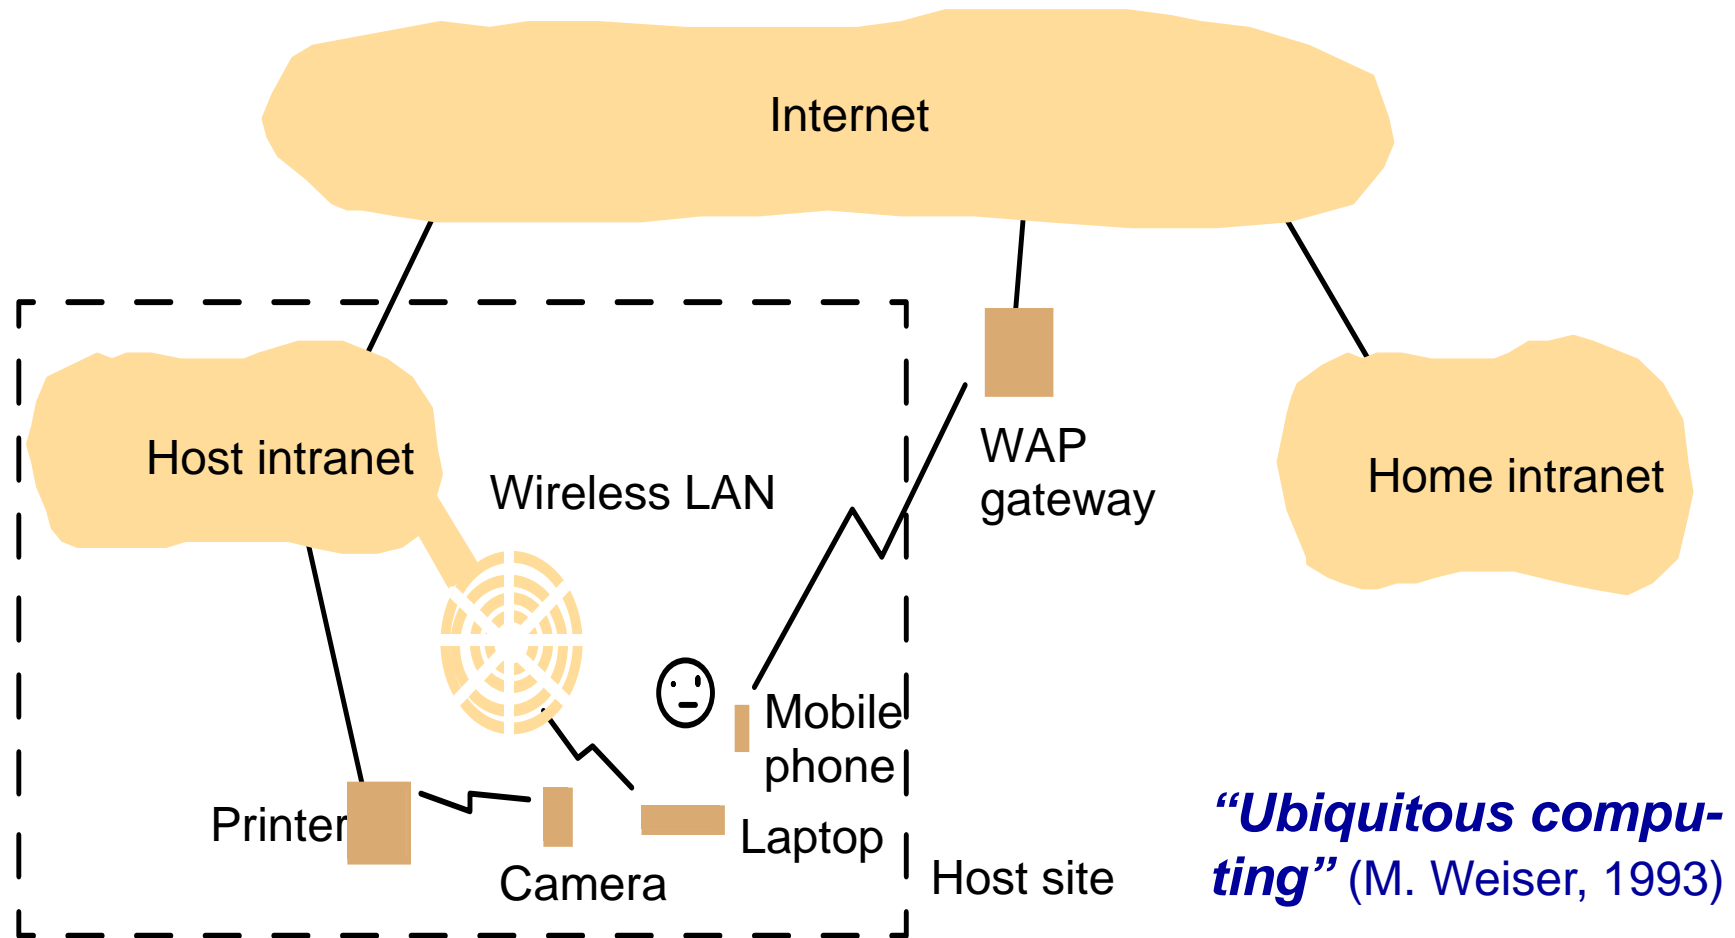 Internet
Host intranet
Wireless LAN
WAP
gateway
Home intranet
Mobile
phone
Printer
Laptop
Camera
Host site
“Ubiquitous compu-
ting” (M. Weiser, 1993)